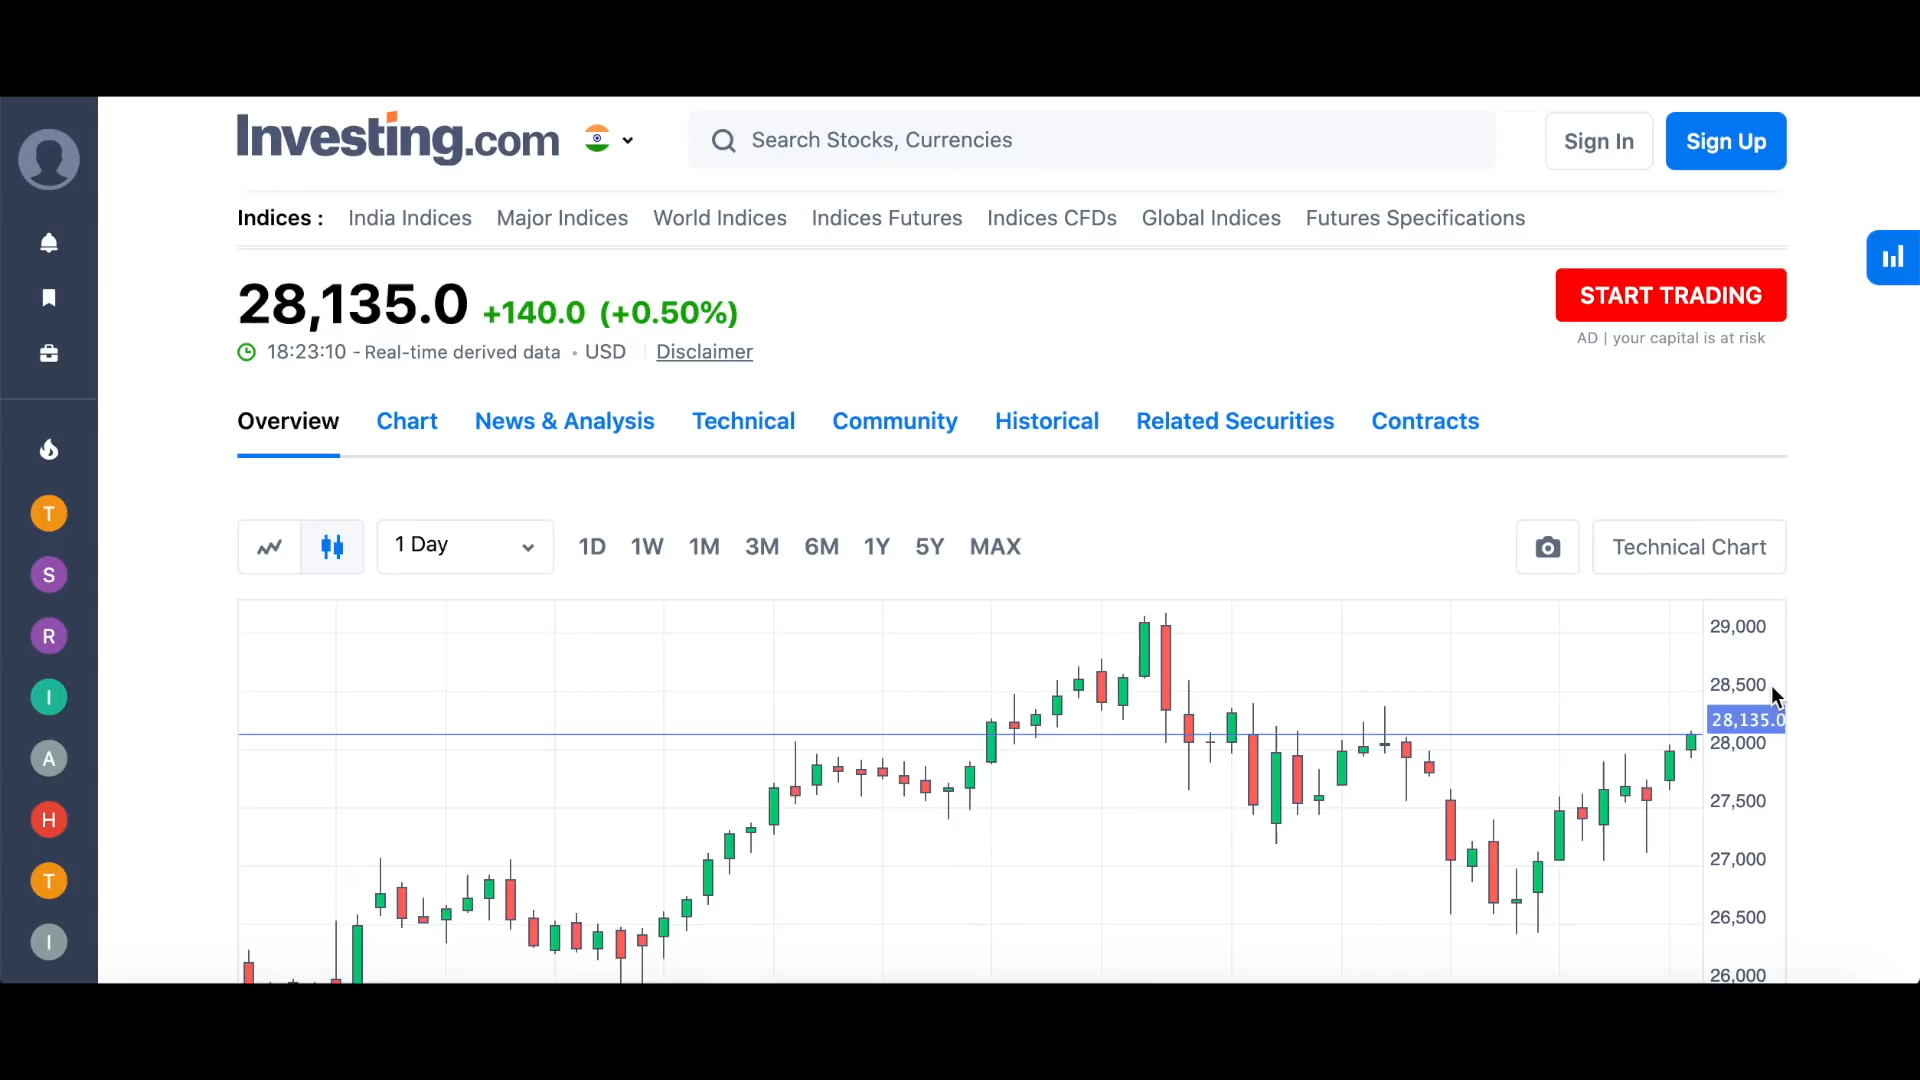 Investing.com
Search Stocks, Currencies
Sign In
Sign Up
Indices :
India Indices
Major Indices
World Indices
Indices Futures
Indices CFDs
Global Indices
Futures Specifications
28,135.0 +140.0 (+0.50%)
18:23:10 - Real-time derived data • USD
Disclaimer
START TRADING
AD | your capital is at risk
Overview
Chart
News & Analysis
Technical
Community
Historical
Related Securities
Contracts
1 Day
1D
1W
1M
3M
6M
1Y
5Y
MAX
Technical Chart
29,000
28,500
28,135.0
28,000
27,500
27,000
26,500
26,000
T
S
R
I
A
H
T
I